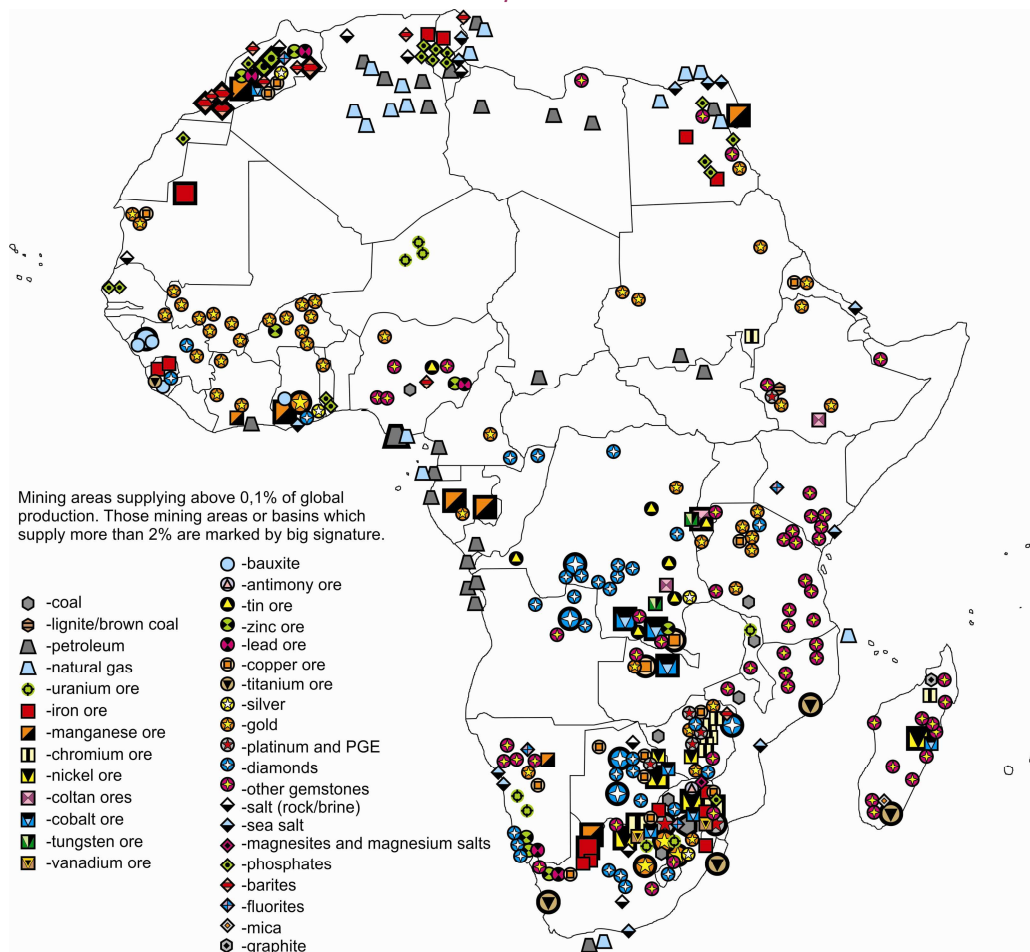 Mining areas supplying above 0,1% of global
production. Those mining areas or basins which
supply more than 2% are marked by big signature.
-coal
-lignite/brown coal
-petroleum
-natural gas
-uranium ore
-iron ore
-manganese ore
-chromium ore
-nickel ore
-coltan ores
-cobalt ore
-tungsten ore
-vanadium ore
-bauxite
-antimony ore
-tin ore
-zinc ore
-lead ore
-copper ore
-titanium ore
-silver
-gold
-platinum and PGE
-diamonds
-other gemstones
-salt (rock/brine)
-sea salt
-magnesites and magnesium salts
-phosphates
-barites
-fluorites
-mica
-graphite